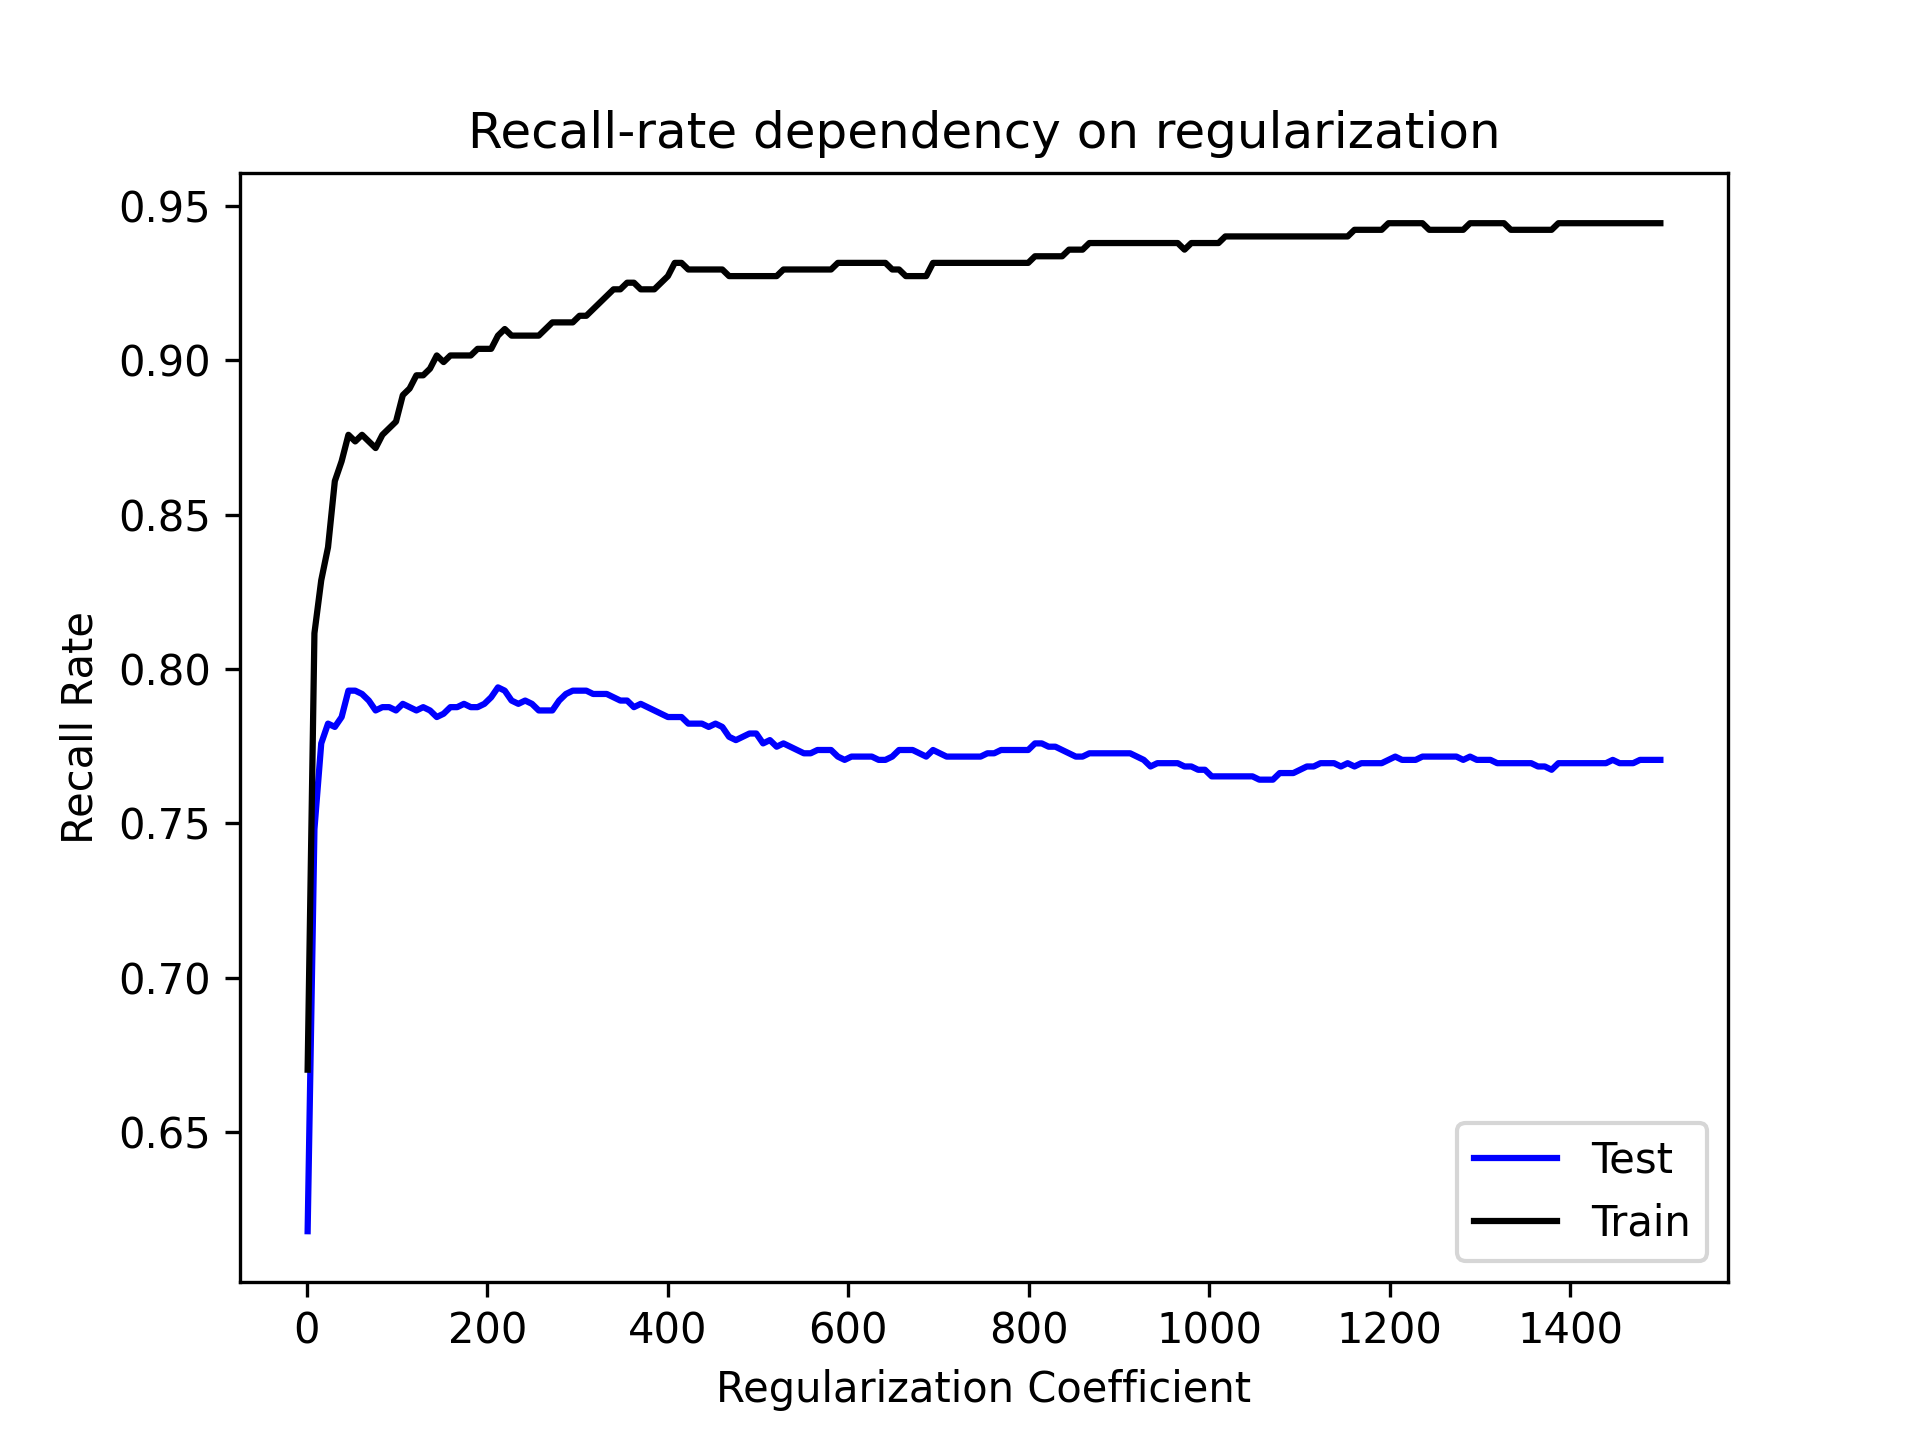 Recall-rate dependency on regularization
0.95
0.90
0.85
0.80
0.75
0.70
0.65
Recall Rate
Test
Train
0 200 400 600 800 1000 1200 1400
Regularization Coefficient